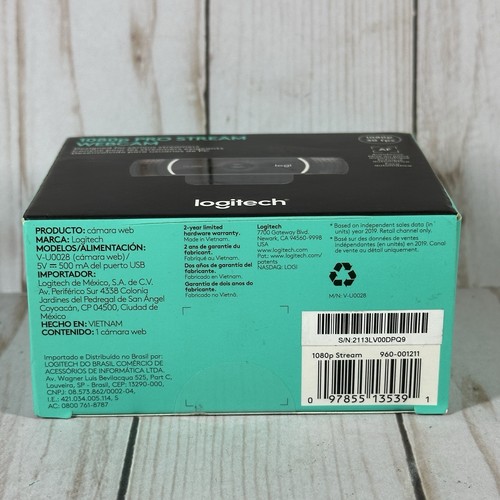 1080p PRO STREAM
WEBCAM
logi
logitech
PRODUCTO: cámara web
MARCA: Logitech
MODELOS/ALIMENTACIÓN:
V-U0028 (cámara web)/
5V 500 mA del puerto USB
IMPORTADOR:
Logitech de México, S.A. de C.V.
Av. Periférico Sur 4338 Colonia
Jardines del Pedregal de San Ángel
Coyoacán, CP 04500, Ciudad de
México
HECHO EN: VIETNAM
CONTENIDO: 1 cámara web
Importado e Distribuido no Brasil por:
LOGITECH DO BRASIL COMÉRCIO DE
ACESSÓRIOS DE INFORMÁTICA LTDA.
Av. Wagner Luis Bevilacqua 525, Part C,
Louveira, SP - Brasil, CEP: 13290-000,
CNPJ: 08.573.862/0002-04,
I.E.: 421.034.005.114, S
AC: 0800 761-8787
2-year limited
hardware warranty.
Made in Vietnam.
2 ans de garantie du
fabricant.
Fabriqué au Vietnam.
Dos años de garantía del
fabricante.
Fabricado en Vietnam.
Garantia de dois anos do
fabricante.
Fabricado no Vietnã.
Logitech
7700 Gateway Blvd.
Newark, CA 94560-9998
USA
www.logitech.com
Pat: www.logitech.com/
patents
NASDAQ: LOGI
* Based on independent sales data (in
units) year 2019. Retail channel only.
* Basé sur des données de ventes
indépendantes (en unités) en 2019. Canal
de vente au détail uniquement.
M/N: V-U0028
S/N:2113LV00DPQ9
1080p Stream 960-001211
0 97855 13539 1